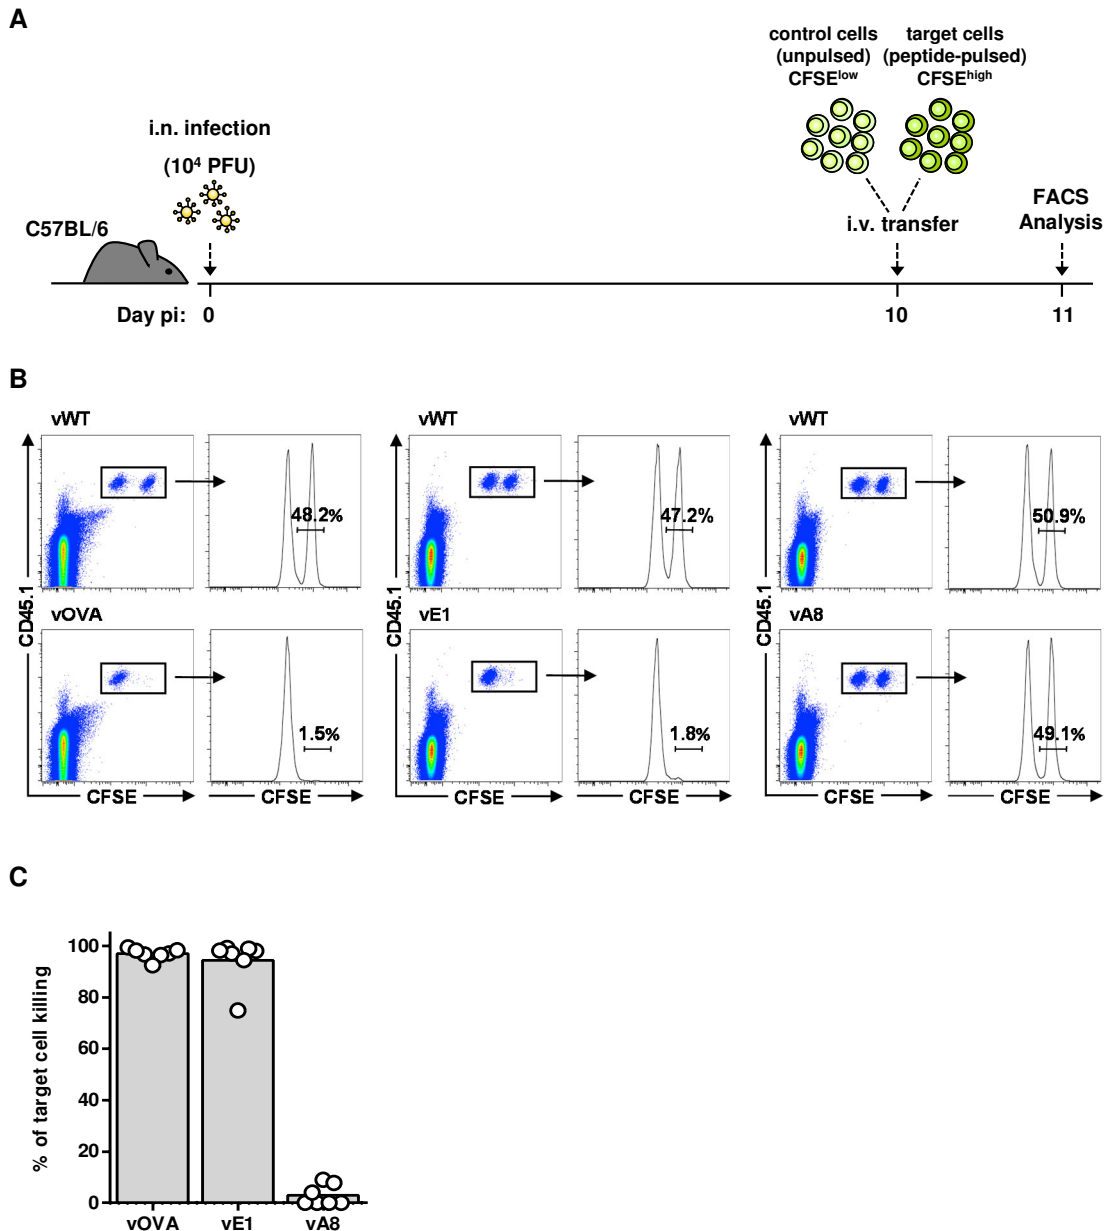 A
control cells target cells
(unpulsed) (peptide-pulsed)
CFSElow CFSEhigh
i.n. infection
(10⁴ PFU)
C57BL/6
i.v. transfer
FACS
Analysis
Day pi: 0 10 11
B
vWT vWT vWT
48.2% 47.2% 50.9%
CD45.1 CD45.1 CD45.1
vOVA vE1 vA8
1.5% 1.8% 49.1%
CFSE CFSE CFSE CFSE CFSE CFSE
C
% of target cell killing
100
80
60
40
20
0
vOVA vE1 vA8